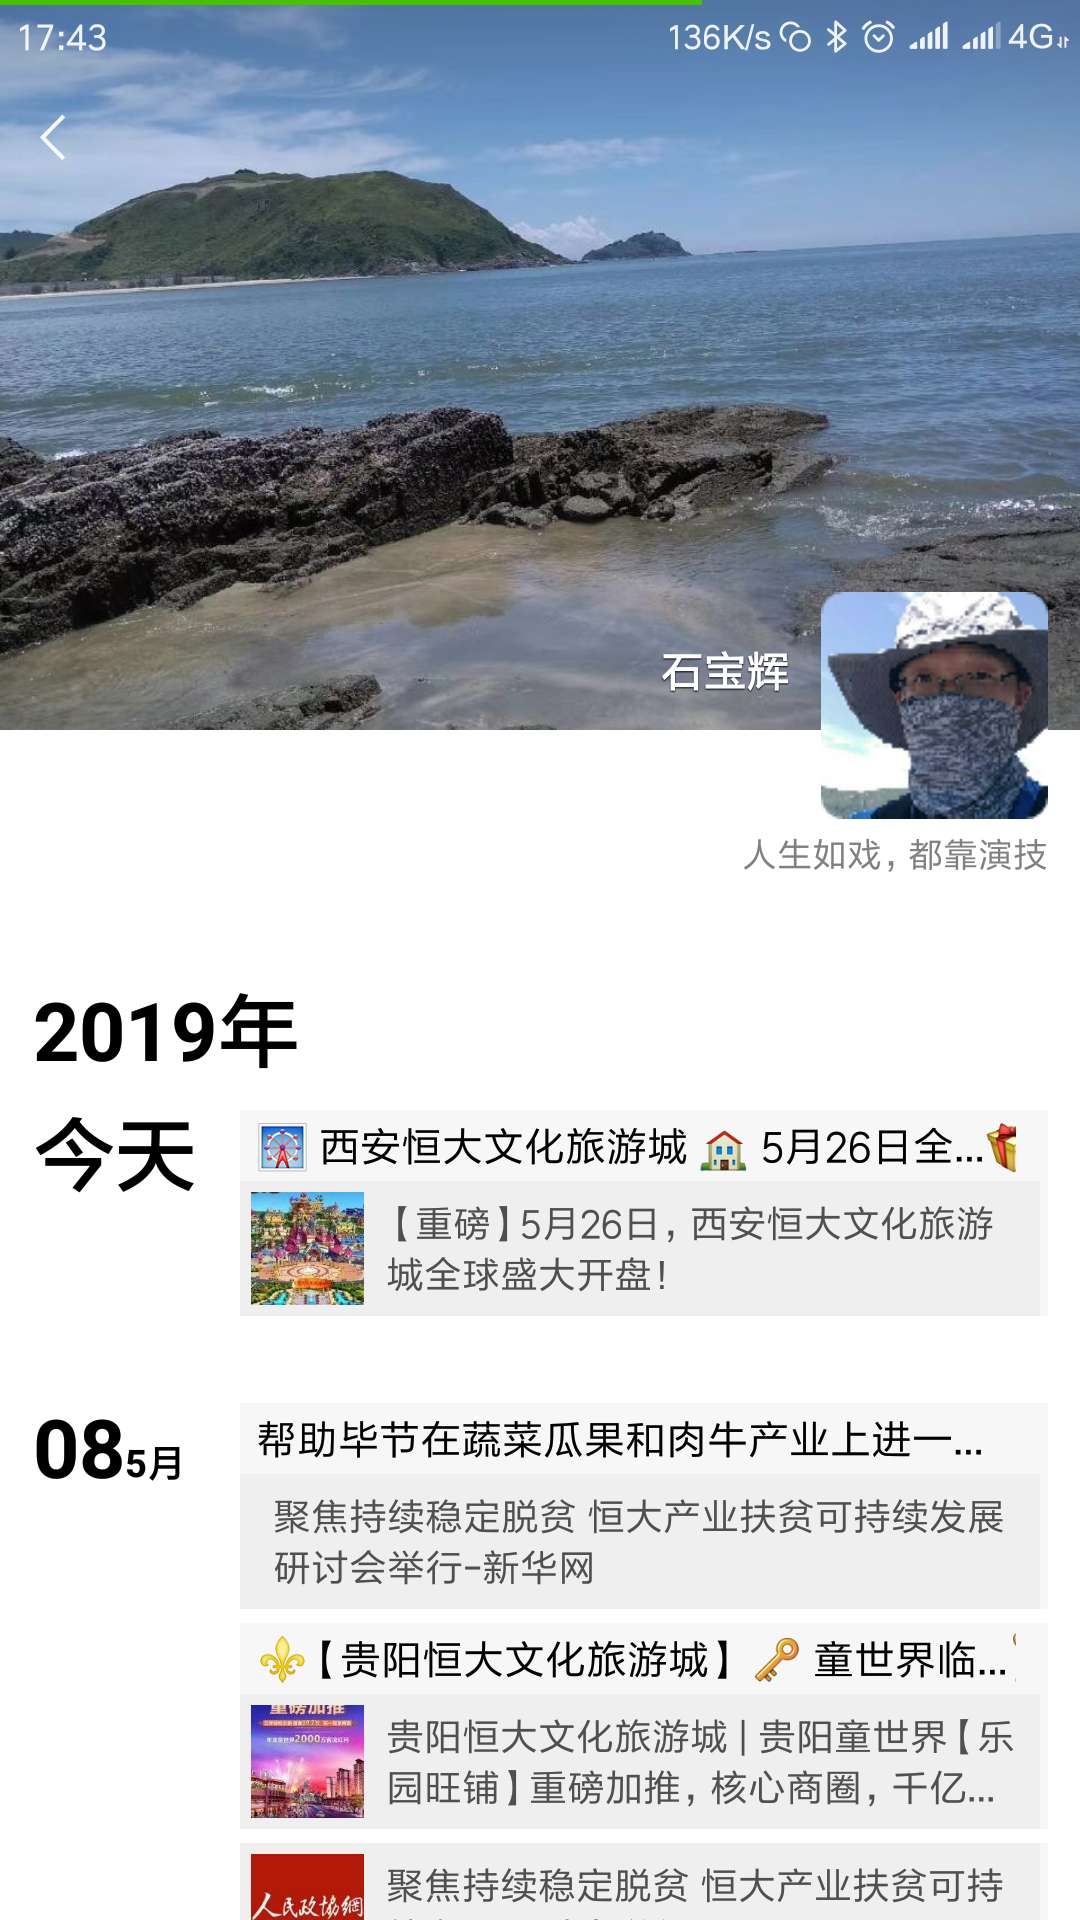 17:43
136K/s 4G
石宝辉
人生如戏，都靠演技
2019年
今天
西安恒大文化旅游城 5月26日全...
【重磅】5月26日，西安恒大文化旅游
城全球盛大开盘！
08 5月
帮助毕节在蔬菜瓜果和肉牛产业上进一...
聚焦持续稳定脱贫 恒大产业扶贫可持续发展
研讨会举行-新华网
【贵阳恒大文化旅游城】 童世界临...
重磅加推
贵阳恒大文化旅游城 | 贵阳童世界【乐
园旺铺】重磅加推，核心商圈，千亿...
人民政协網
聚焦持续稳定脱贫 恒大产业扶贫可持